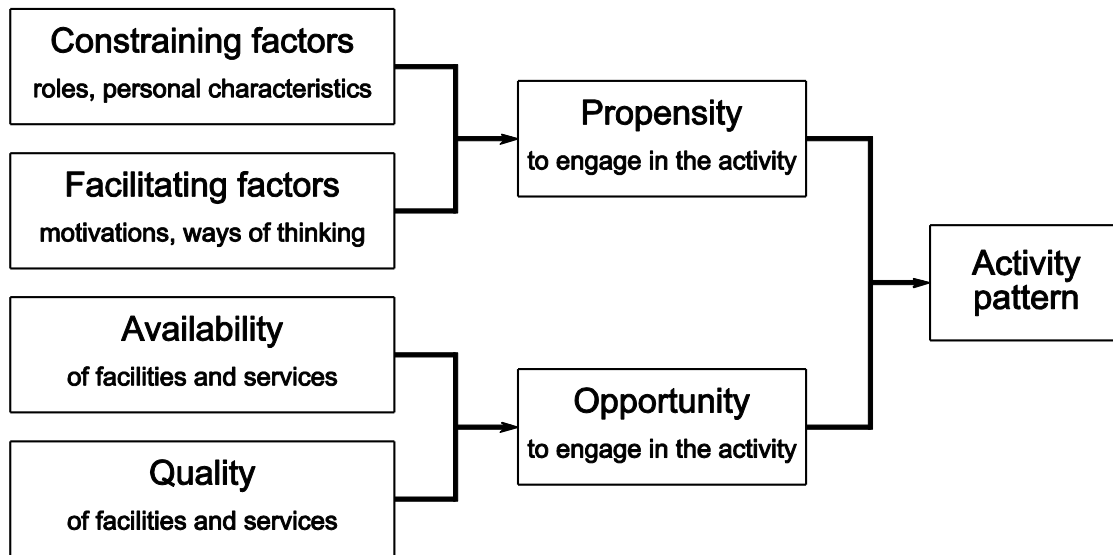 Constraining factors
roles, personal characteristics
Facilitating factors
motivations, ways of thinking
Availability
of facilities and services
Quality
of facilities and services
Propensity
to engage in the activity
Opportunity
to engage in the activity
Activity
pattern